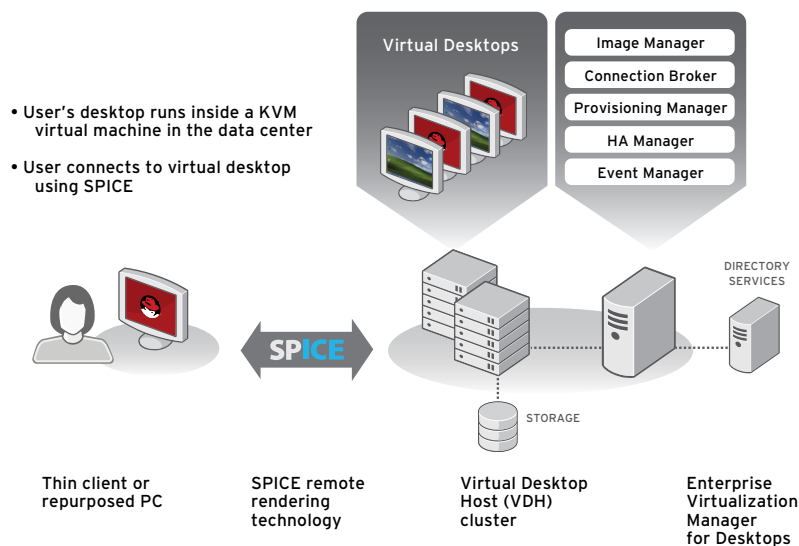 Virtual Desktops
Image Manager
Connection Broker
Provisioning Manager
HA Manager
Event Manager
• User's desktop runs inside a KVM
virtual machine in the data center
• User connects to virtual desktop
using SPICE
DIRECTORY
SERVICES
SPICE
STORAGE
Thin client or
repurposed PC
SPICE remote
rendering
technology
Virtual Desktop
Host (VDH)
cluster
Enterprise
Virtualization
Manager
for Desktops